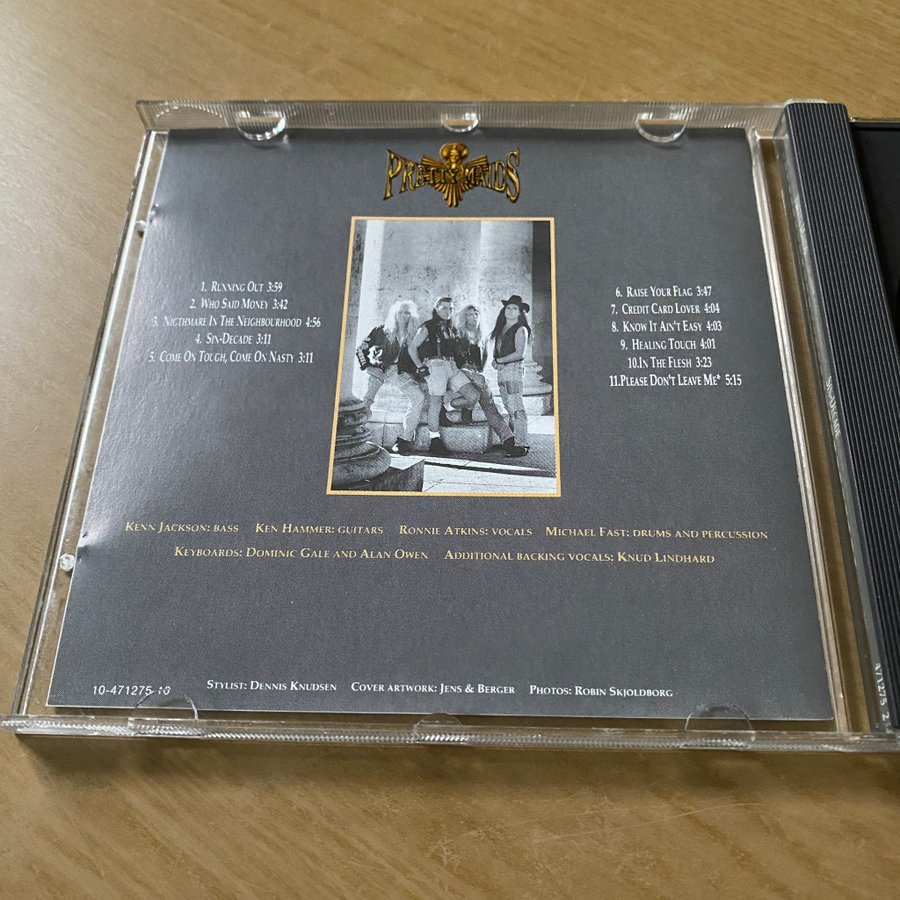 PRETTY MAIDS
1. Running Out 3:59
2. Who Said Money 3:42
3. Nigthmare In The Neighbourhood 4:56
4. Sin-Decade 3:11
5. Come On Tough, Come On Nasty 3:11
6. Raise Your Flag 3:47
7. Credit Card Lover 4:04
8. Know It Ain't Easy 4:03
9. Healing Touch 4:01
10.In The Flesh 3:23
11.Please Don't Leave Me* 5:15
Kenn Jackson: bass Ken Hammer: guitars Ronnie Atkins: vocals Michael Fast: drums and percussion
Keyboards: Dominic Gale and Alan Owen Additional backing vocals: Knud Lindhard
10-471275-10 Stylist: Dennis Knudsen Cover artwork: Jens & Berger Photos: Robin Skjoldborg
Sin-Decade
471275 2